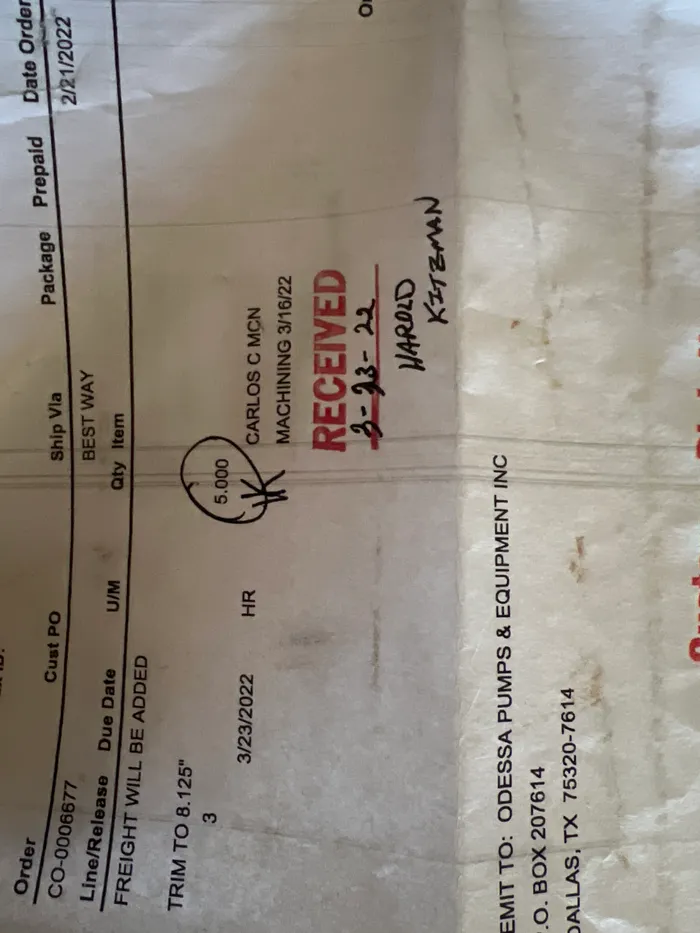 Order Cust PO Ship Via Package Prepaid Date Order
CO-0006677 BEST WAY 2/21/2022
Line/Release Due Date U/M Qty Item
FREIGHT WILL BE ADDED
TRIM TO 8.125"
3 5.000
3/23/2022 HR CARLOS C MCN
HK
MACHINING 3/16/22
RECEIVED
3-23-22
HAROLD
KITZMAN
EMIT TO: ODESSA PUMPS & EQUIPMENT INC
.O. BOX 207614
DALLAS, TX 75320-7614